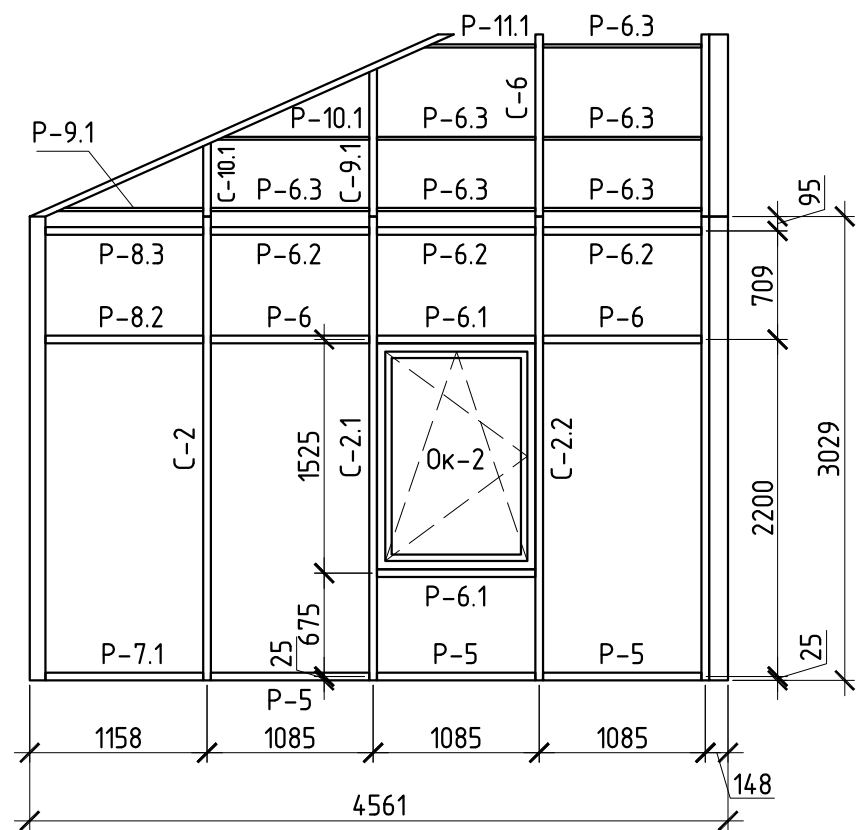 Р-11.1 Р-6.3
С-6
Р-9.1 Р-10.1 Р-6.3 Р-6.3
С-10.1 С-9.1
Р-6.3 Р-6.3 Р-6.3
95
Р-8.3 Р-6.2 Р-6.2 Р-6.2
709
Р-8.2 Р-6 Р-6.1 Р-6
С-2 1525 С-2.1 Ок-2 С-2.2 3029
2200
Р-6.1
675
25 25
Р-7.1 Р-5 Р-5
Р-5
1158 1085 1085 1085
148
4561